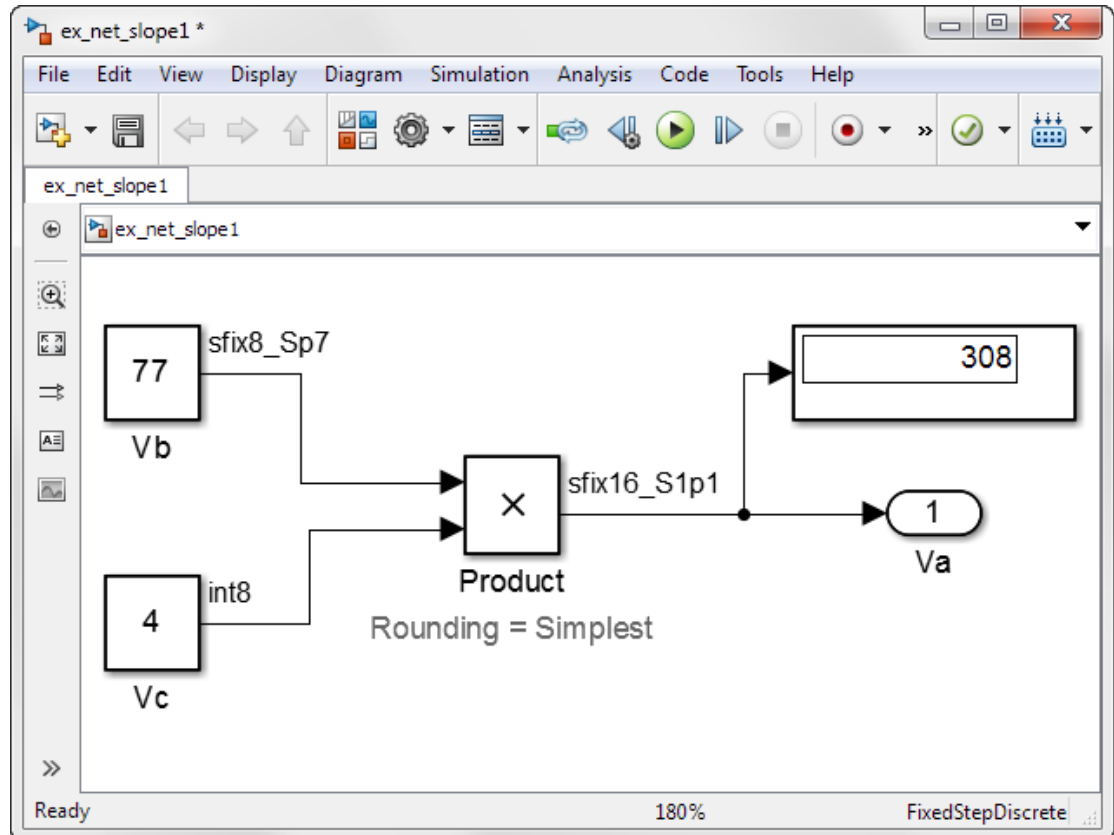 ex_net_slope1 *
File Edit View Display Diagram Simulation Analysis Code Tools Help
»
ex_net_slope1
ex_net_slope1
sfix8_Sp7
77
Vb
308
sfix16_S1p1
×
1
Product
Va
int8
4
Rounding = Simplest
Vc
»
Ready 180% FixedStepDiscrete